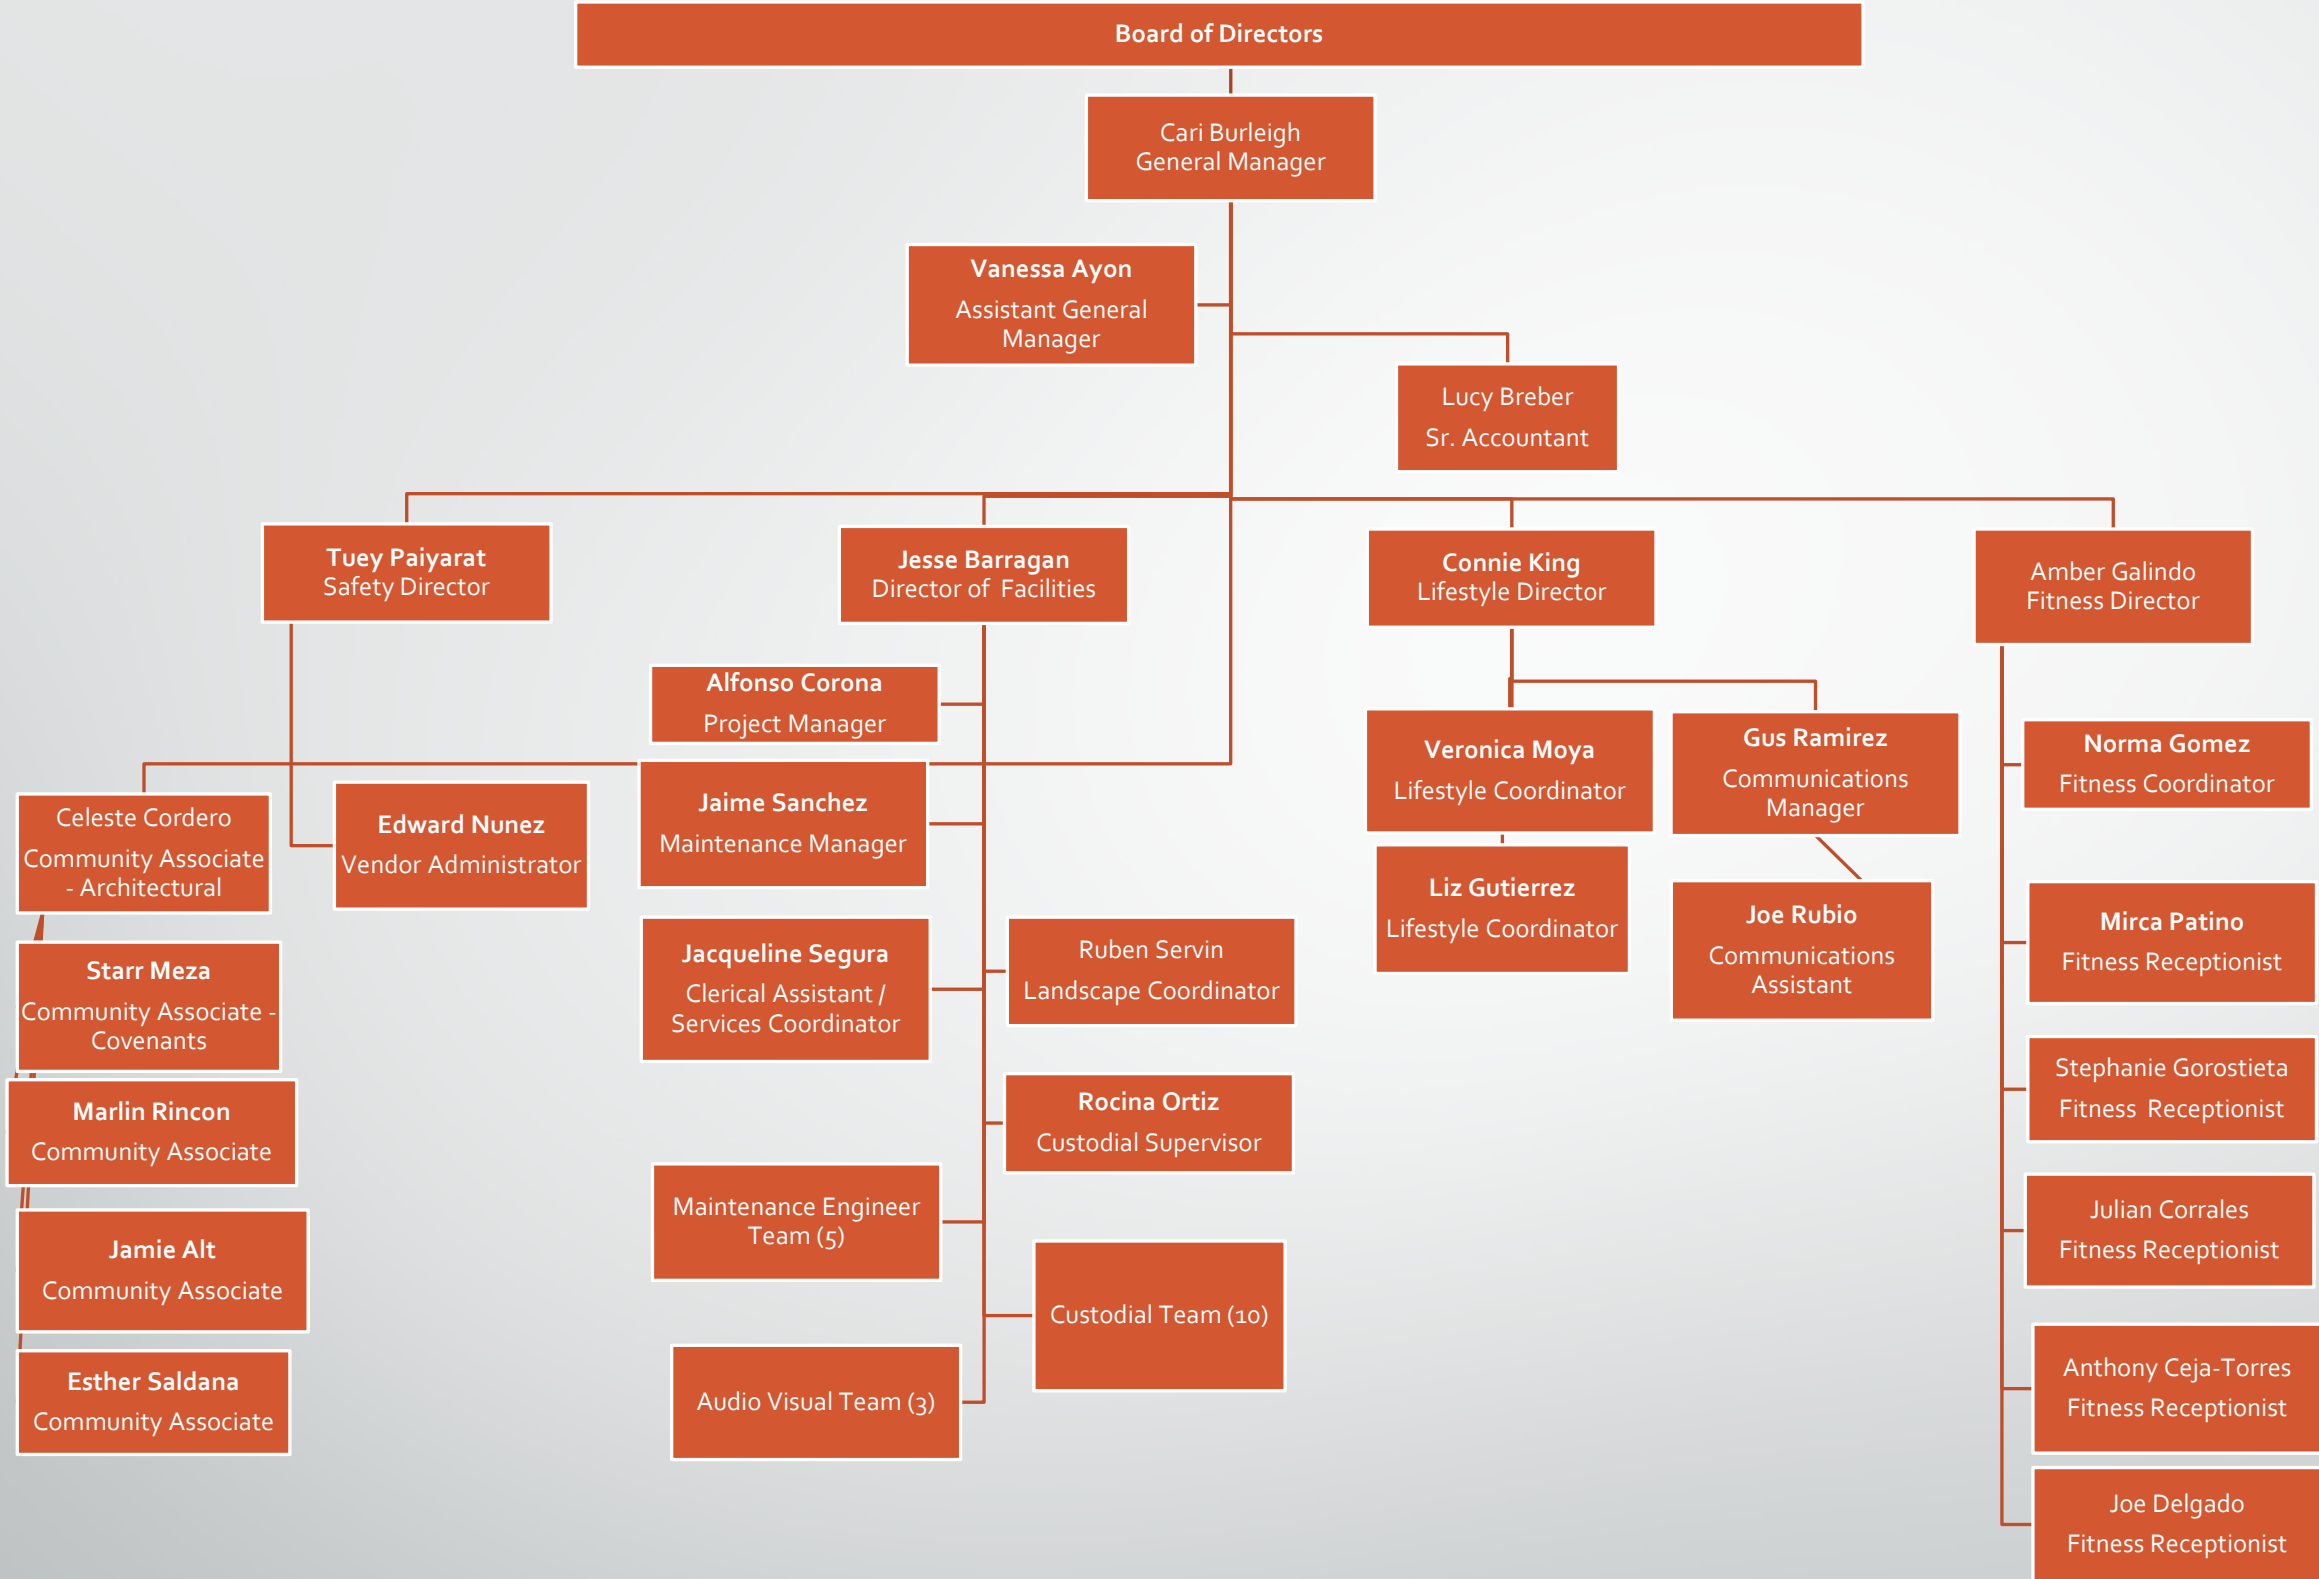 Board of Directors
Cari Burleigh
General Manager
Vanessa Ayon
Assistant General
Manager
Lucy Breber
Sr. Accountant
Tuey Paiyarat
Safety Director
Jesse Barragan
Director of Facilities
Connie King
Lifestyle Director
Amber Galindo
Fitness Director
Alfonso Corona
Project Manager
Celeste Cordero
Community Associate
- Architectural
Edward Nunez
Vendor Administrator
Jaime Sanchez
Maintenance Manager
Veronica Moya
Lifestyle Coordinator
Gus Ramirez
Communications
Manager
Norma Gomez
Fitness Coordinator
Liz Gutierrez
Lifestyle Coordinator
Joe Rubio
Communications
Assistant
Mirca Patino
Fitness Receptionist
Starr Meza
Community Associate -
Covenants
Jacqueline Segura
Clerical Assistant /
Services Coordinator
Ruben Servin
Landscape Coordinator
Stephanie Gorostieta
Fitness Receptionist
Marlin Rincon
Community Associate
Rocina Ortiz
Custodial Supervisor
Maintenance Engineer
Team (5)
Julian Corrales
Fitness Receptionist
Jamie Alt
Community Associate
Custodial Team (10)
Anthony Ceja-Torres
Fitness Receptionist
Esther Saldana
Community Associate
Audio Visual Team (3)
Joe Delgado
Fitness Receptionist